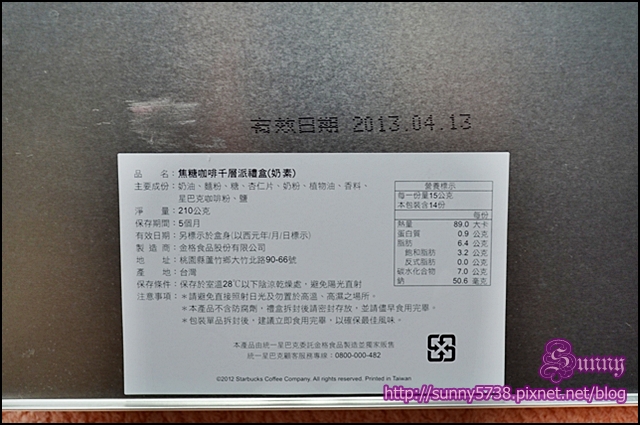 有效日期 2013.04.13
品　　名：焦糖咖啡千層派禮盒(奶素)
主要成份：奶油、麵粉、糖、杏仁片、奶粉、植物油、香料、
星巴克咖啡粉、鹽
淨　　量：210公克
保存期間：5個月
有效日期：另標示於盒身(以西元年/月/日標示)
製 造 商：金格食品股份有限公司
地　　址：桃園縣蘆竹鄉大竹北路90-66號
產　　地：台灣
保存條件：保存於室溫28℃以下陰涼乾燥處，避免陽光直射
注意事項：＊請避免直接照射日光及勿置於高溫、高濕之場所。
＊本產品不含防腐劑，禮盒拆封後請密封存放，並請儘早食用完畢。
＊包裝單品拆封後，建議立即食用完畢，以確保最佳風味。
營養標示
每一份量15公克
本包裝含14份
每份
熱量 89.0 大卡
蛋白質 0.9 公克
脂肪 6.4 公克
飽和脂肪 3.2 公克
反式脂肪 0.0 公克
碳水化合物 7.0 公克
鈉 50.6 毫克
本產品由統一星巴克委託金格食品製造並獨家販售
統一星巴克顧客服務專線：0800-000-482
©2012 Starbucks Coffee Company. All rights reserved. Printed in Taiwan
Sunny
http://sunny5738.pixnet.net/blog